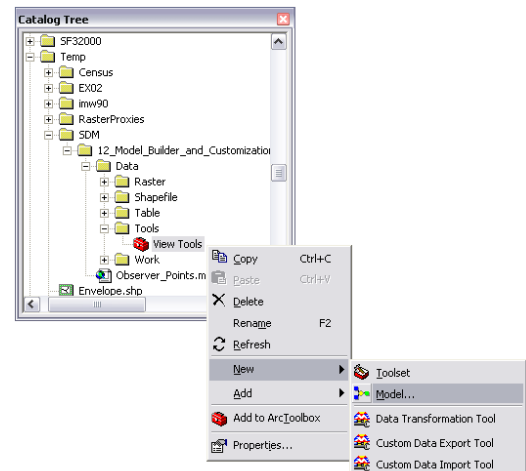 Catalog Tree
SF32000
Temp
Census
EX02
imw90
RasterProxies
SDM
12_Model_Builder_and_Customization
Data
Raster
Shapefile
Table
Tools
View Tools
Work
Observer_Points.m
Envelope.shp
Copy Ctrl+C
Paste Ctrl+V
Delete
Rename F2
Refresh
New
Add
Add to ArcToolbox
Properties...
Toolset
Model...
Data Transformation Tool
Custom Data Export Tool
Custom Data Import Tool